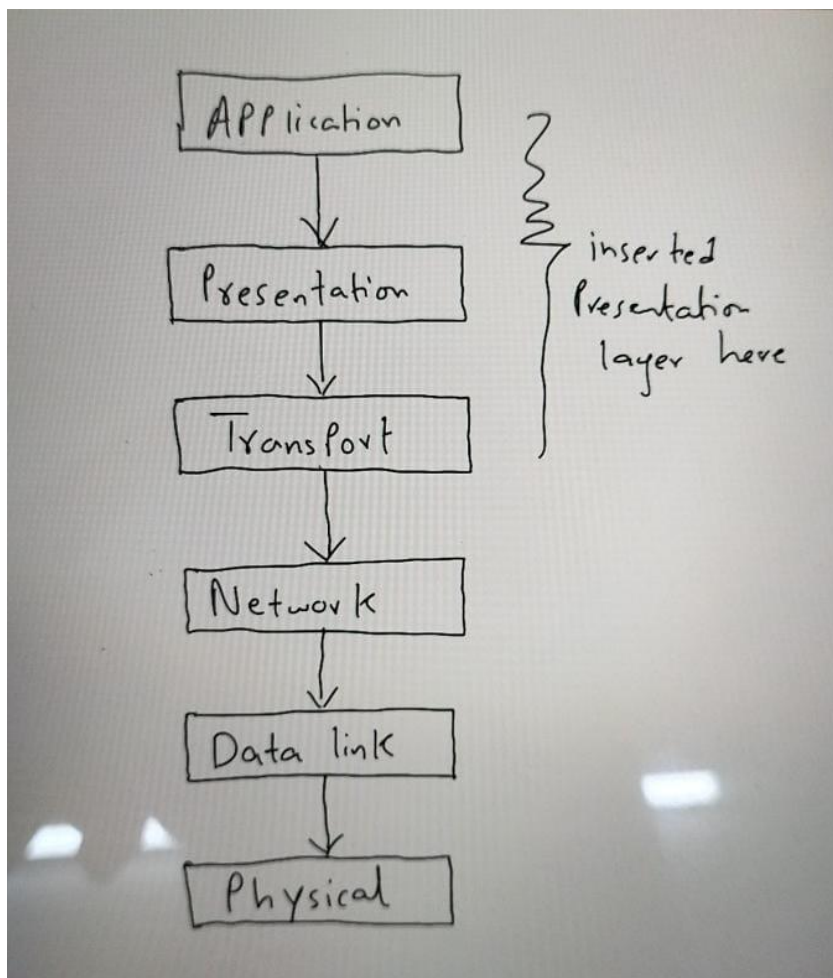 Application
Presentation
inserted
Presentation
layer here
Transport
Network
Data link
Physical